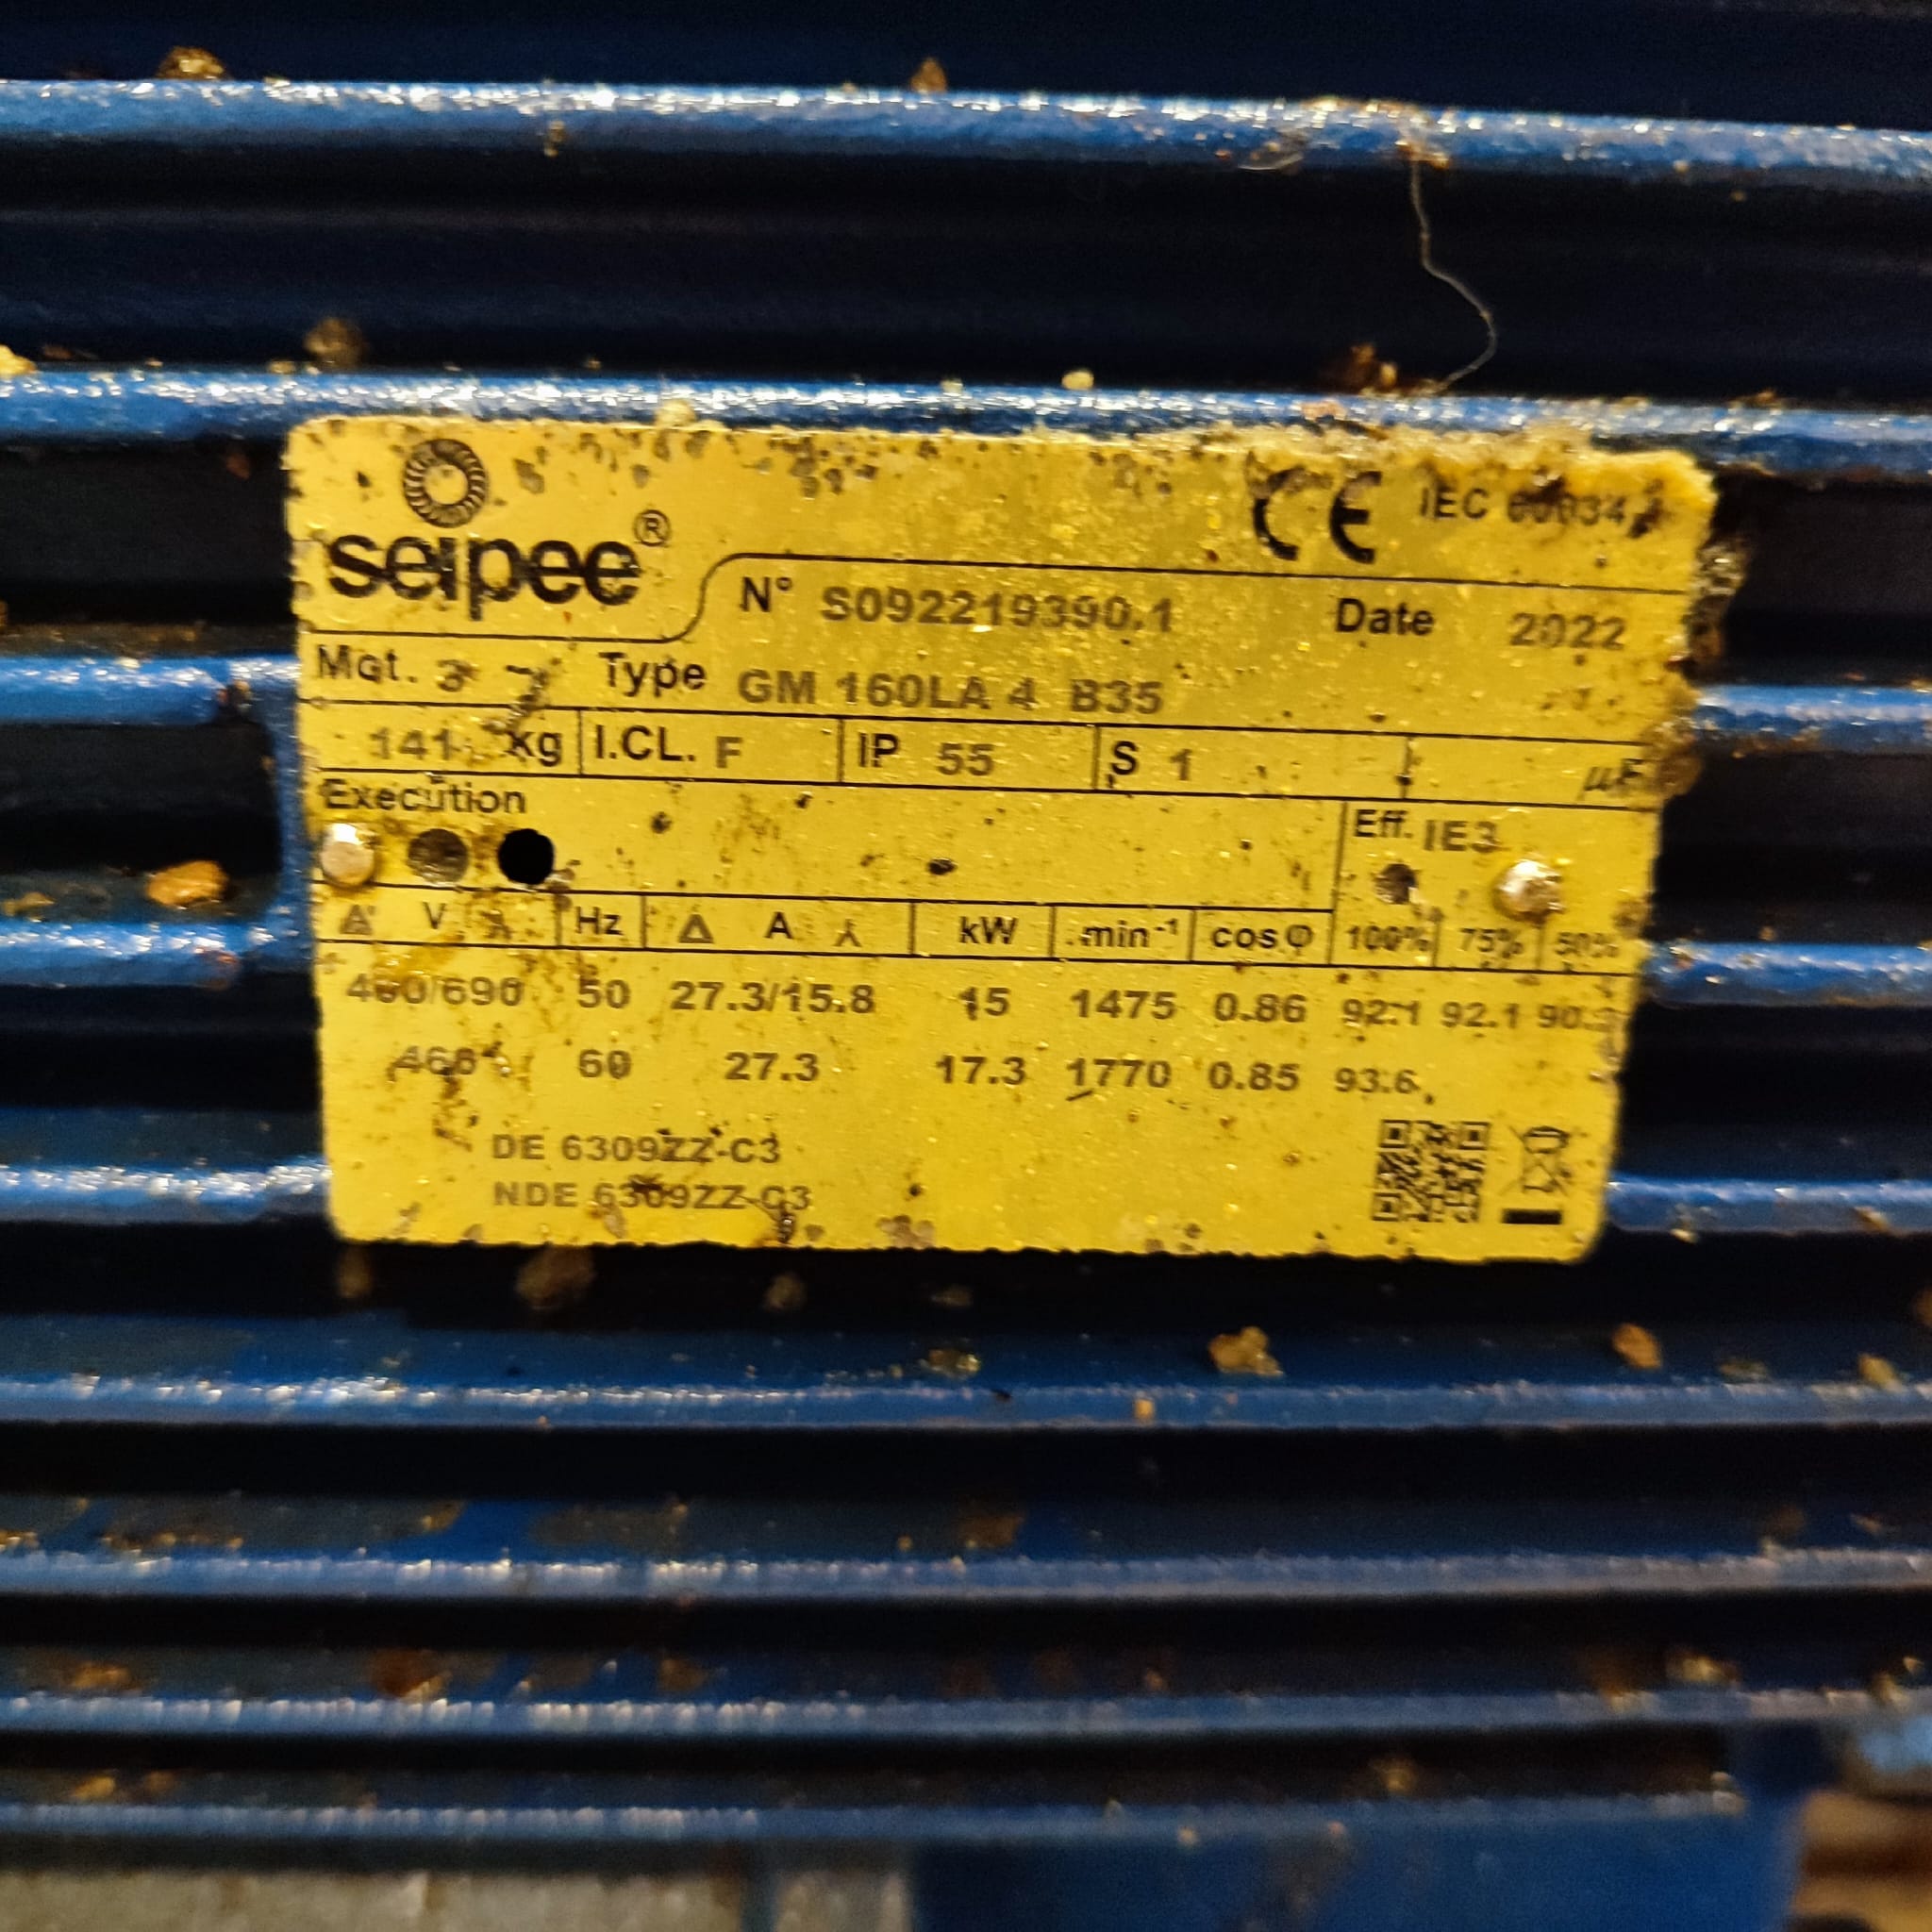 seipee®
CE IEC 60034
N° S092219390.1 Date 2022
Mot. 3 Type GM 160LA 4 B35
141 kg I.CL. F IP 55 S 1 µF
Execution
Eff. IE3
Δ V Y Hz Δ A Y kW min⁻¹ cosφ 100% 75% 50%
400/690 50 27.3/15.8 15 1475 0.86 92.1 92.1
460 60 27.3 17.3 1770 0.85 93.6
DE 6309ZZ-C3
NDE 6309ZZ-C3